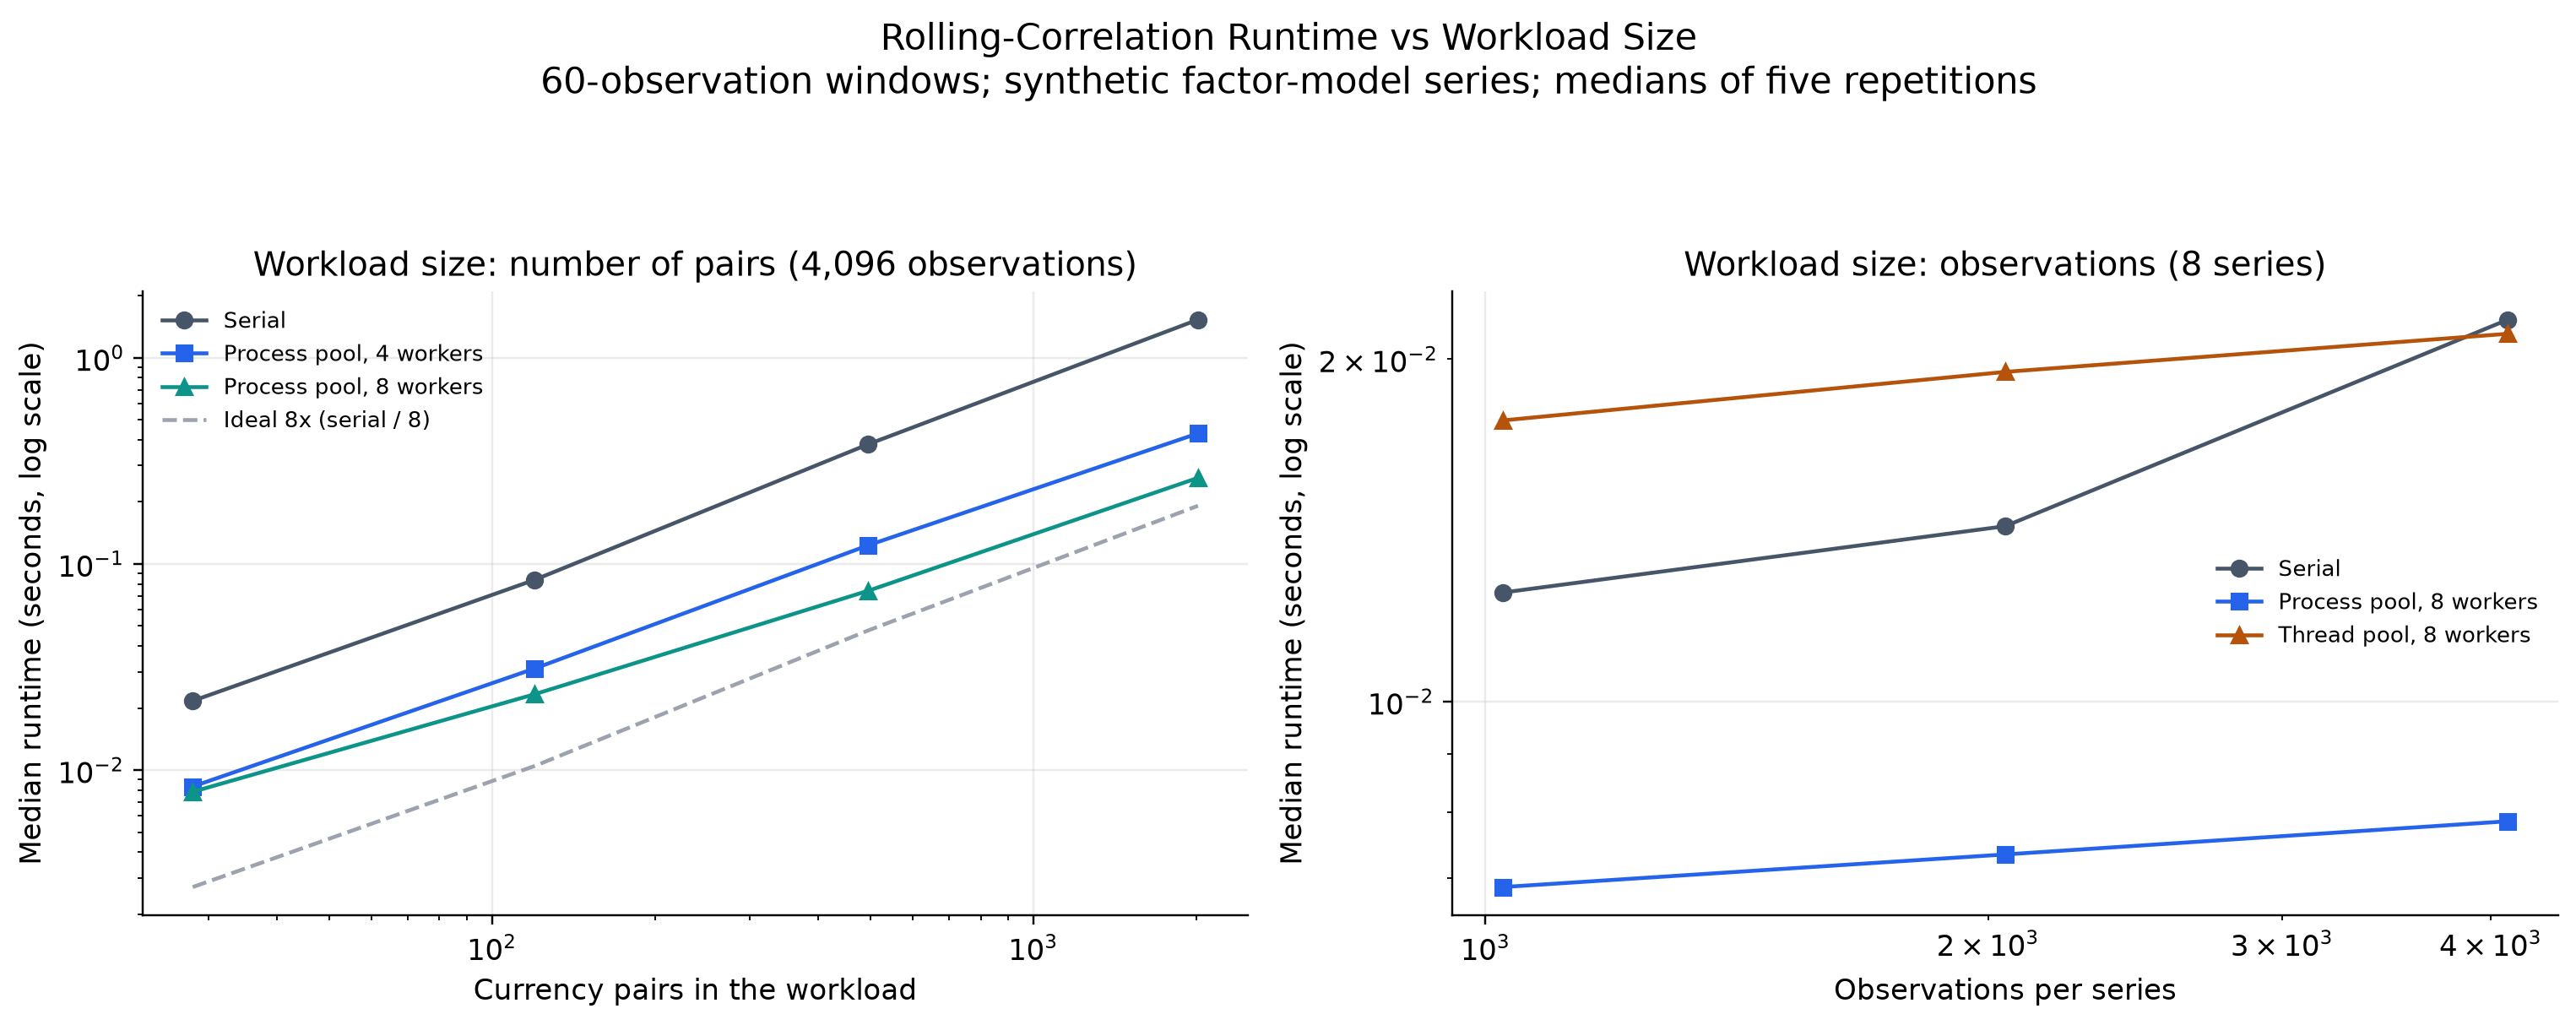 Rolling-Correlation Runtime vs Workload Size
60-observation windows; synthetic factor-model series; medians of five repetitions
Workload size: number of pairs (4,096 observations)
Median runtime (seconds, log scale)
10⁰
10⁻¹
10⁻²
Serial
Process pool, 4 workers
Process pool, 8 workers
Ideal 8x (serial / 8)
10²
10³
Currency pairs in the workload
Workload size: observations (8 series)
Median runtime (seconds, log scale)
2 × 10⁻²
10⁻²
Serial
Process pool, 8 workers
Thread pool, 8 workers
10³
2 × 10³
3 × 10³
4 × 10³
Observations per series